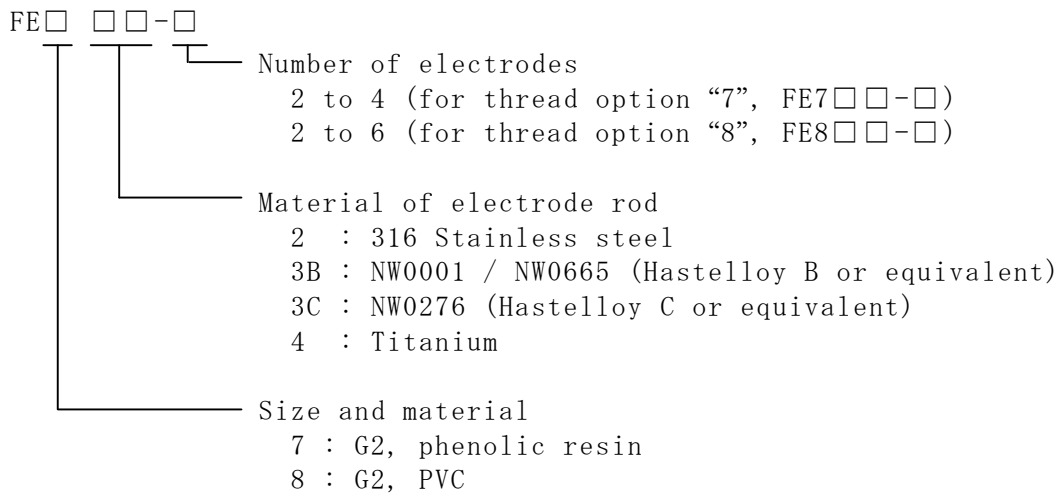 FE□ □□-□
Number of electrodes
2 to 4 (for thread option “7”, FE7□□-□)
2 to 6 (for thread option “8”, FE8□□-□)
Material of electrode rod
2 : 316 Stainless steel
3B : NW0001 / NW0665 (Hastelloy B or equivalent)
3C : NW0276 (Hastelloy C or equivalent)
4 : Titanium
Size and material
7 : G2, phenolic resin
8 : G2, PVC